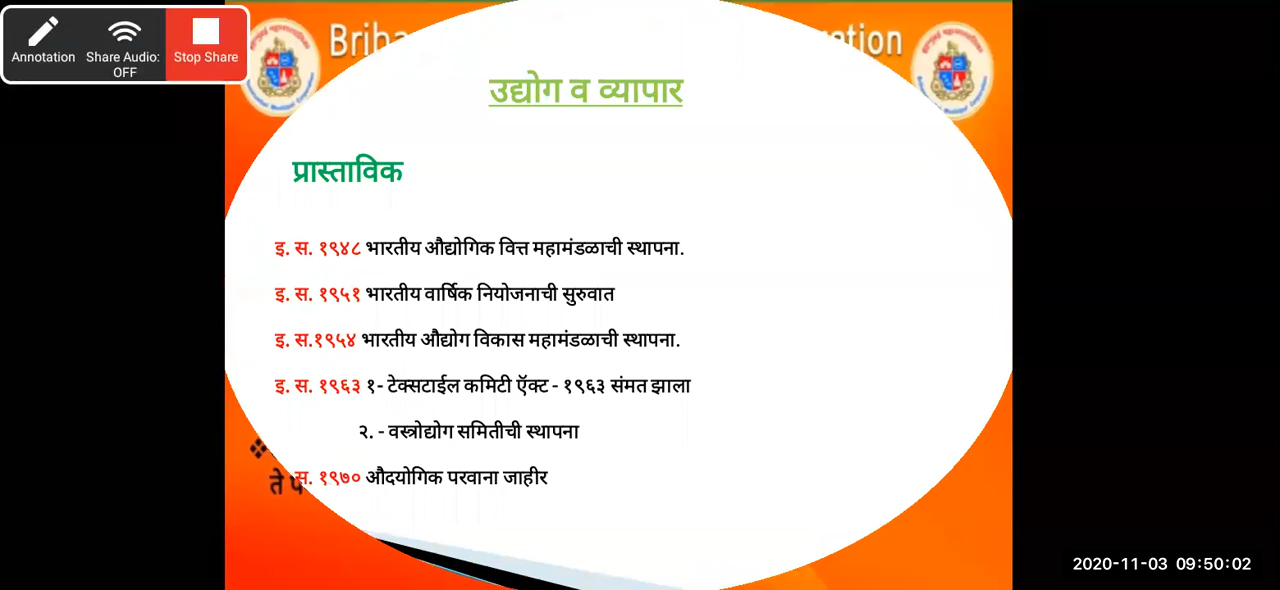 Annotation
Share Audio: OFF
Stop Share
उद्योग व व्यापार
प्रास्ताविक
इ. स. १९४८ भारतीय औद्योगिक वित्त महामंडळाची स्थापना.
इ. स. १९५१ भारतीय वार्षिक नियोजनाची सुरुवात
इ. स.१९५४ भारतीय औद्योग विकास महामंडळाची स्थापना.
इ. स. १९६३ १- टेक्सटाईल कमिटी ऍक्ट - १९६३ संमत झाला
२. - वस्त्रोद्योग समितीची स्थापना
स. १९७० औदयोगिक परवाना जाहीर
ते
2020-11-03 09:50:02